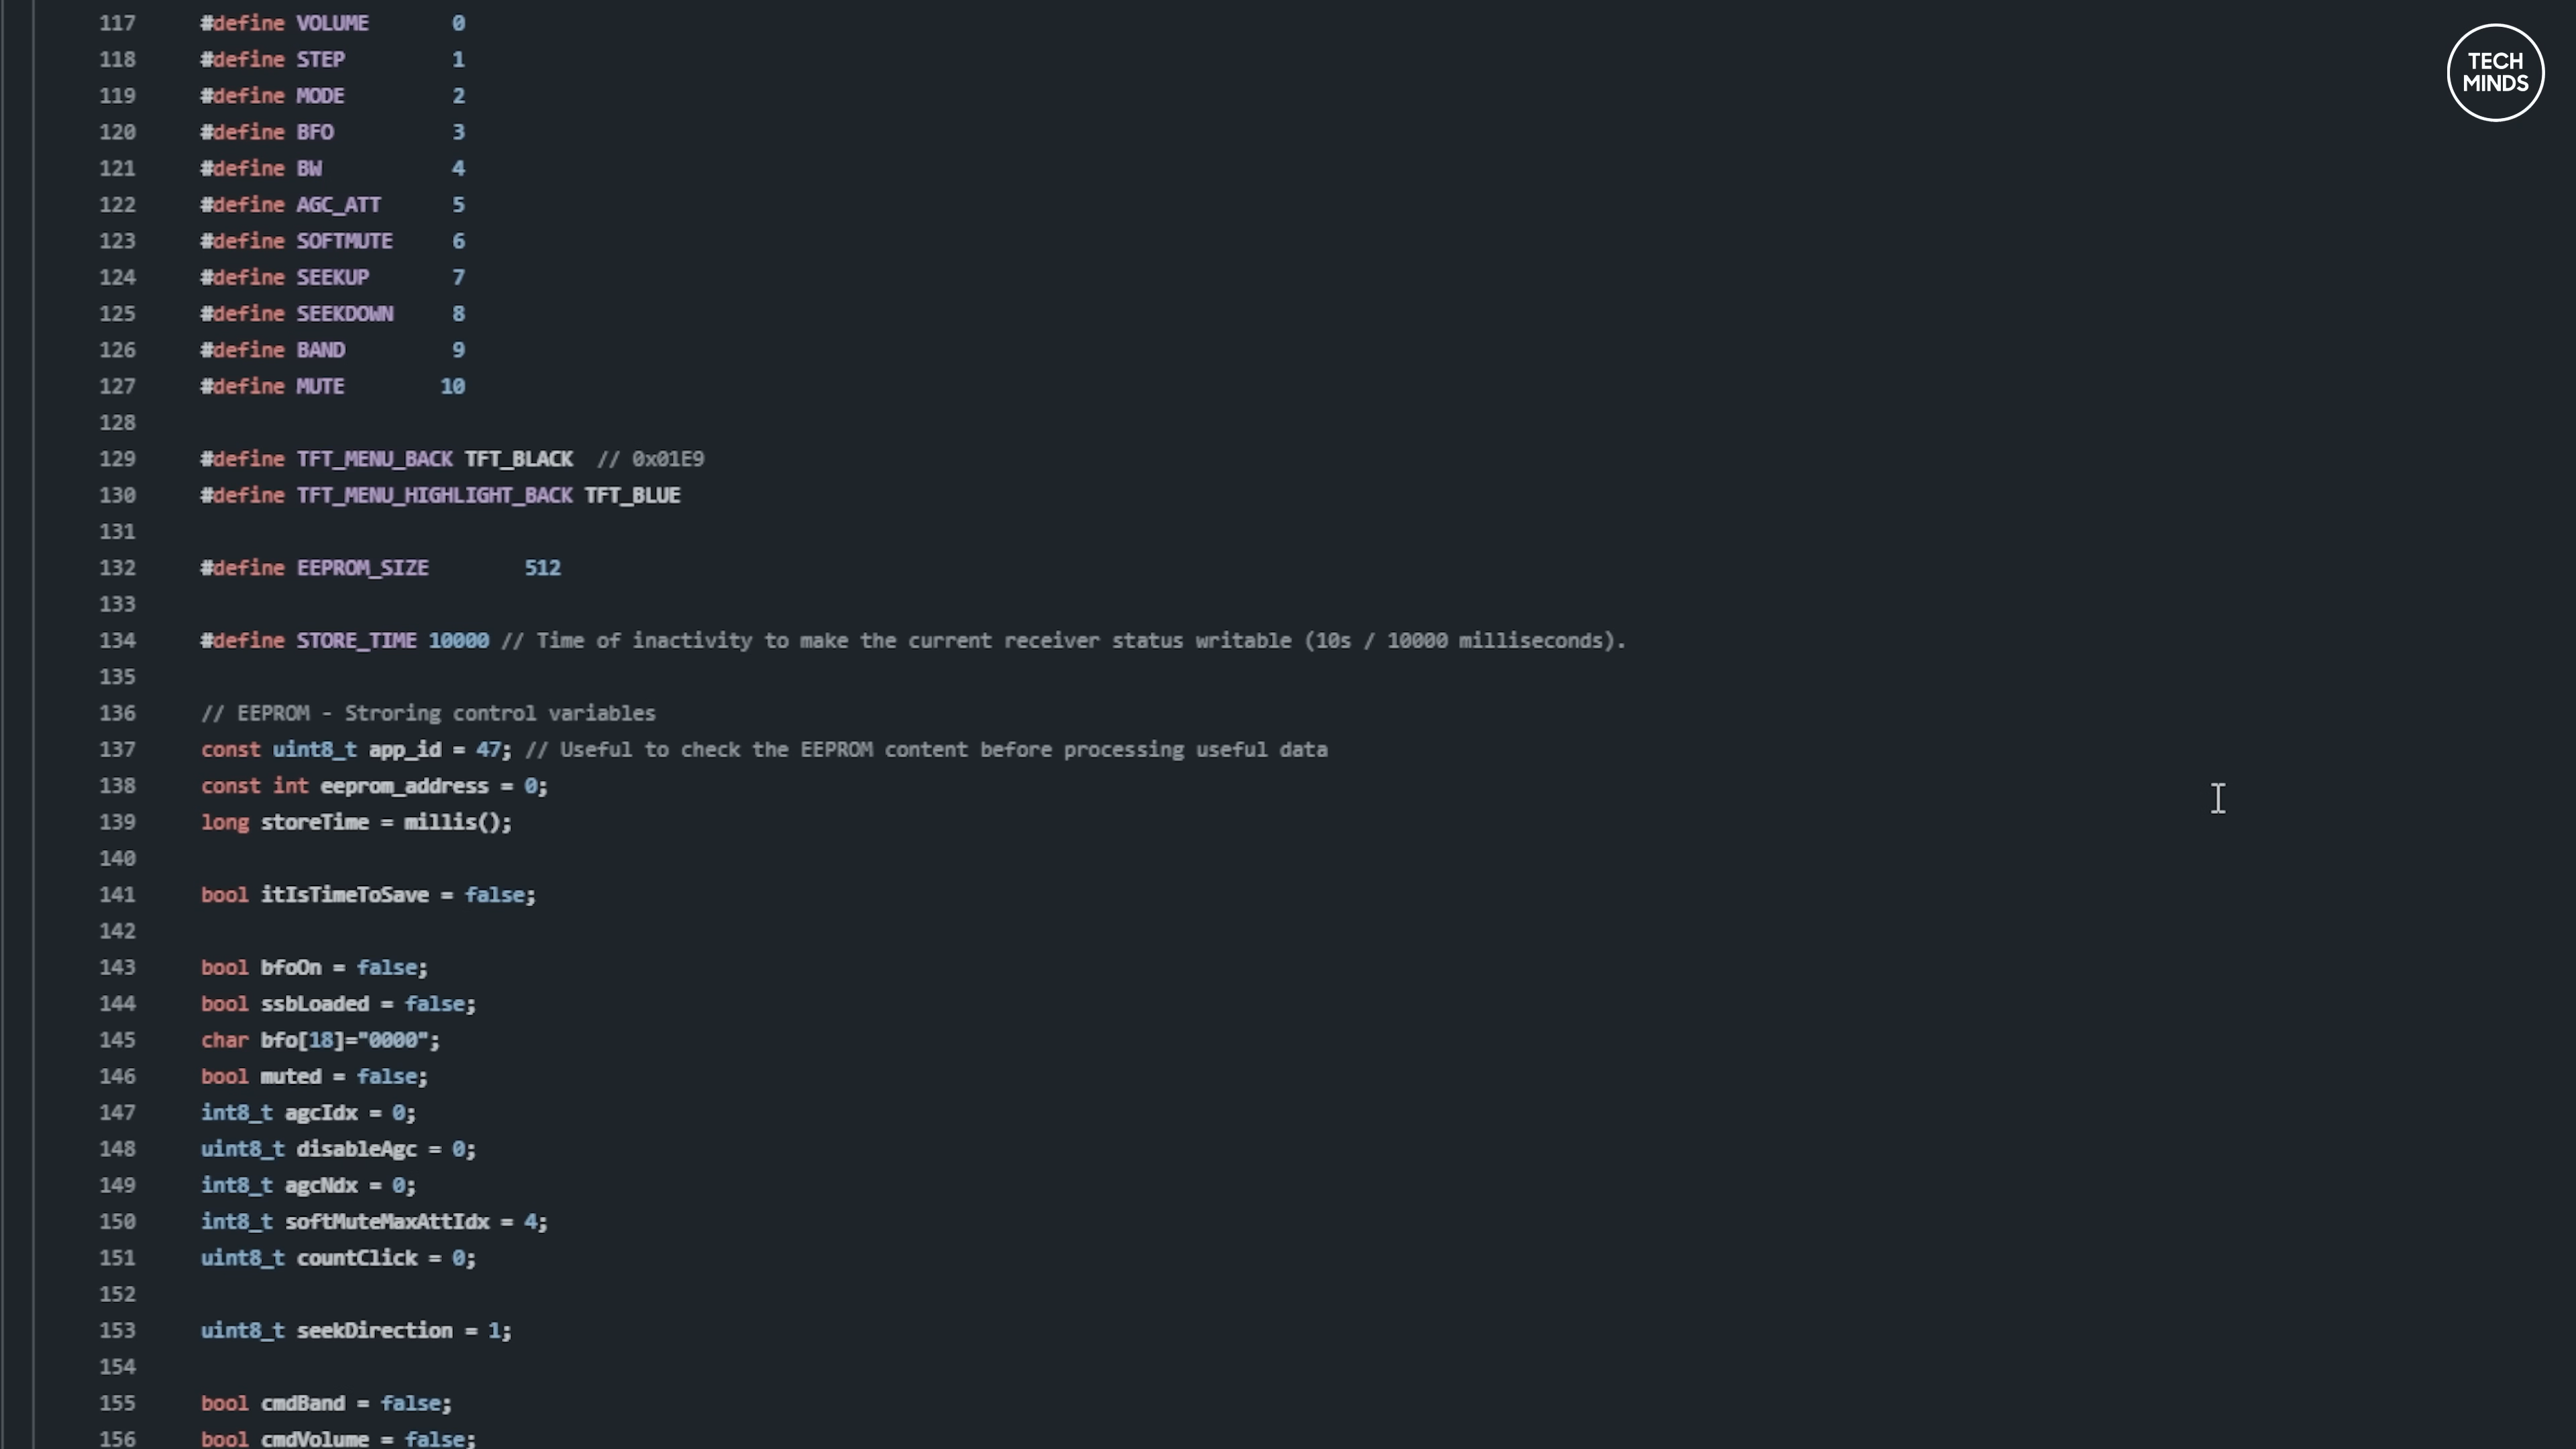 117 #define VOLUME 0
118 #define STEP 1
119 #define MODE 2
120 #define BFO 3
121 #define BW 4
122 #define AGC_ATT 5
123 #define SOFTMUTE 6
124 #define SEEKUP 7
125 #define SEEKDOWN 8
126 #define BAND 9
127 #define MUTE 10
128
129 #define TFT_MENU_BACK TFT_BLACK // 0x01E9
130 #define TFT_MENU_HIGHLIGHT_BACK TFT_BLUE
131
132 #define EEPROM_SIZE 512
133
134 #define STORE_TIME 10000 // Time of inactivity to make the current receiver status writable (10s / 10000 milliseconds).
135
136 // EEPROM - Stroring control variables
137 const uint8_t app_id = 47; // Useful to check the EEPROM content before processing useful data
138 const int eeprom_address = 0;
139 long storeTime = millis();
140
141 bool itIsTimeToSave = false;
142
143 bool bfoOn = false;
144 bool ssbLoaded = false;
145 char bfo[18]="0000";
146 bool muted = false;
147 int8_t agcIdx = 0;
148 uint8_t disableAgc = 0;
149 int8_t agcNdx = 0;
150 int8_t softMuteMaxAttIdx = 4;
151 uint8_t countClick = 0;
152
153 uint8_t seekDirection = 1;
154
155 bool cmdBand = false;
156 bool cmdVolume = false;
TECH
MINDS